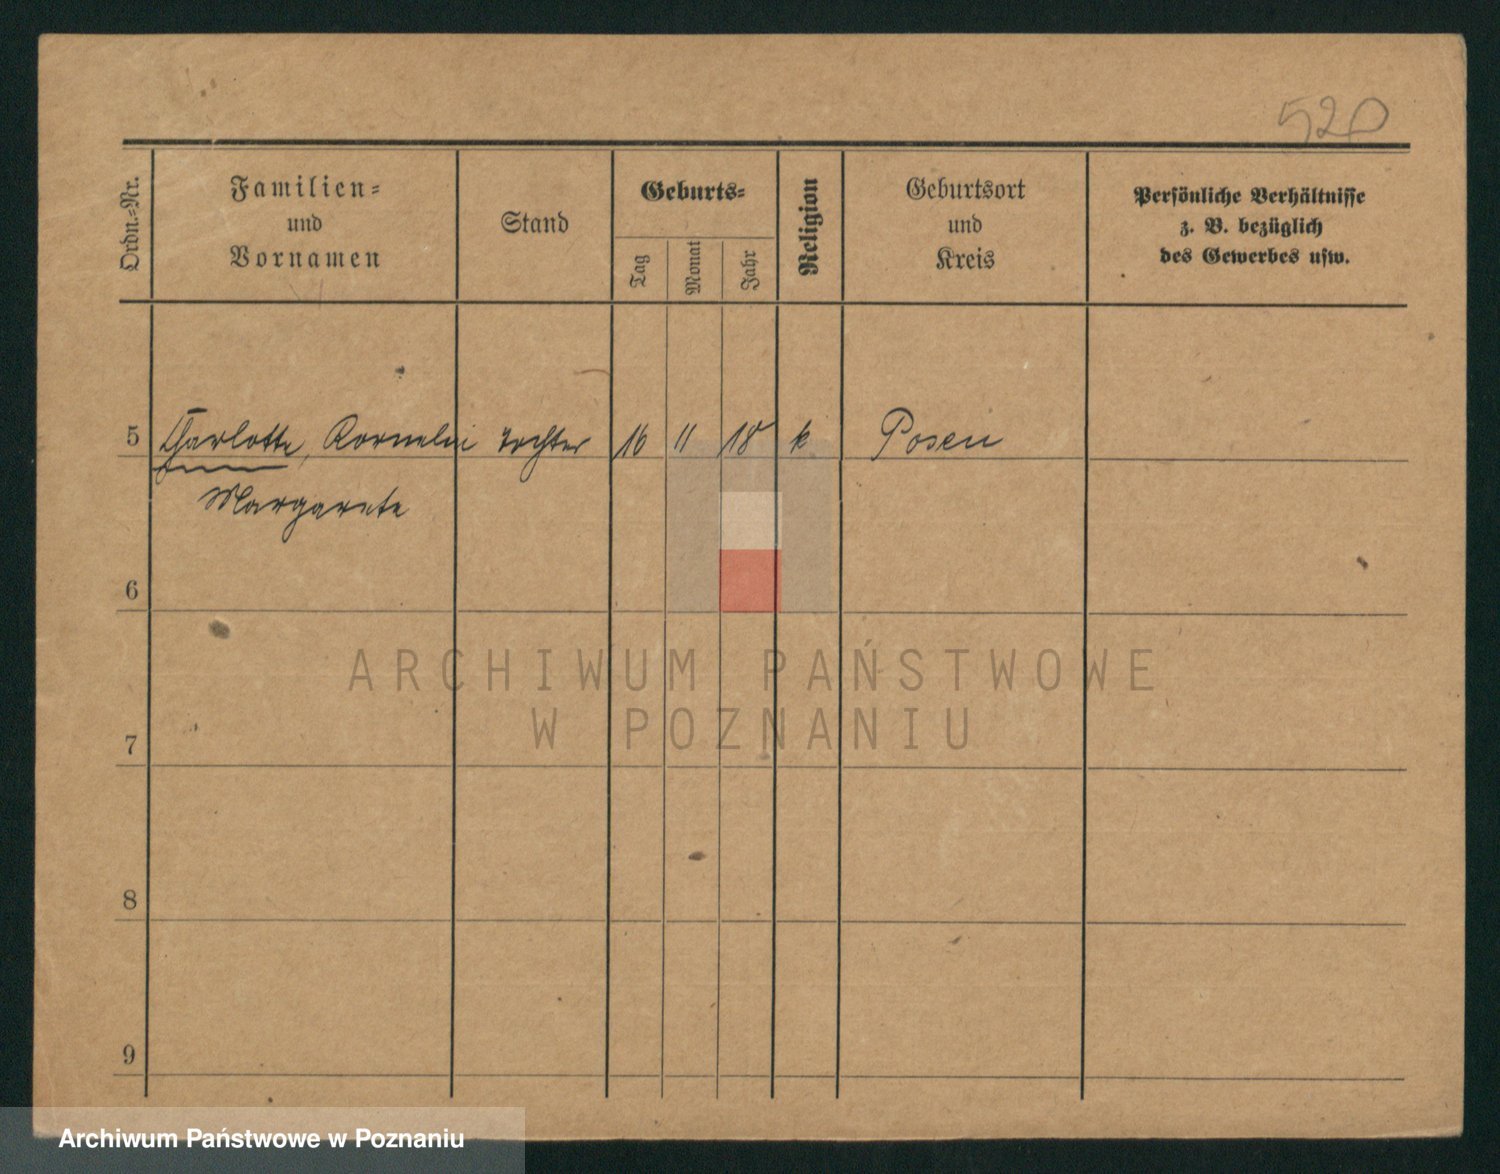 520
Ordn.=Nr.
Familien=
und
Vornamen
Stand
Geburts=
Tag
Monat
Jahr
Religion
Geburtsort
und
Kreis
Persönliche Verhältnisse
z. B. bezüglich
des Gewerbes usw.
5 Charlotte, Tochter 16 11 18 k Posen
Margarete
6
7
8
9
ARCHIWUM PAŃSTWOWE
W POZNANIU
Archiwum Państwowe w Poznaniu